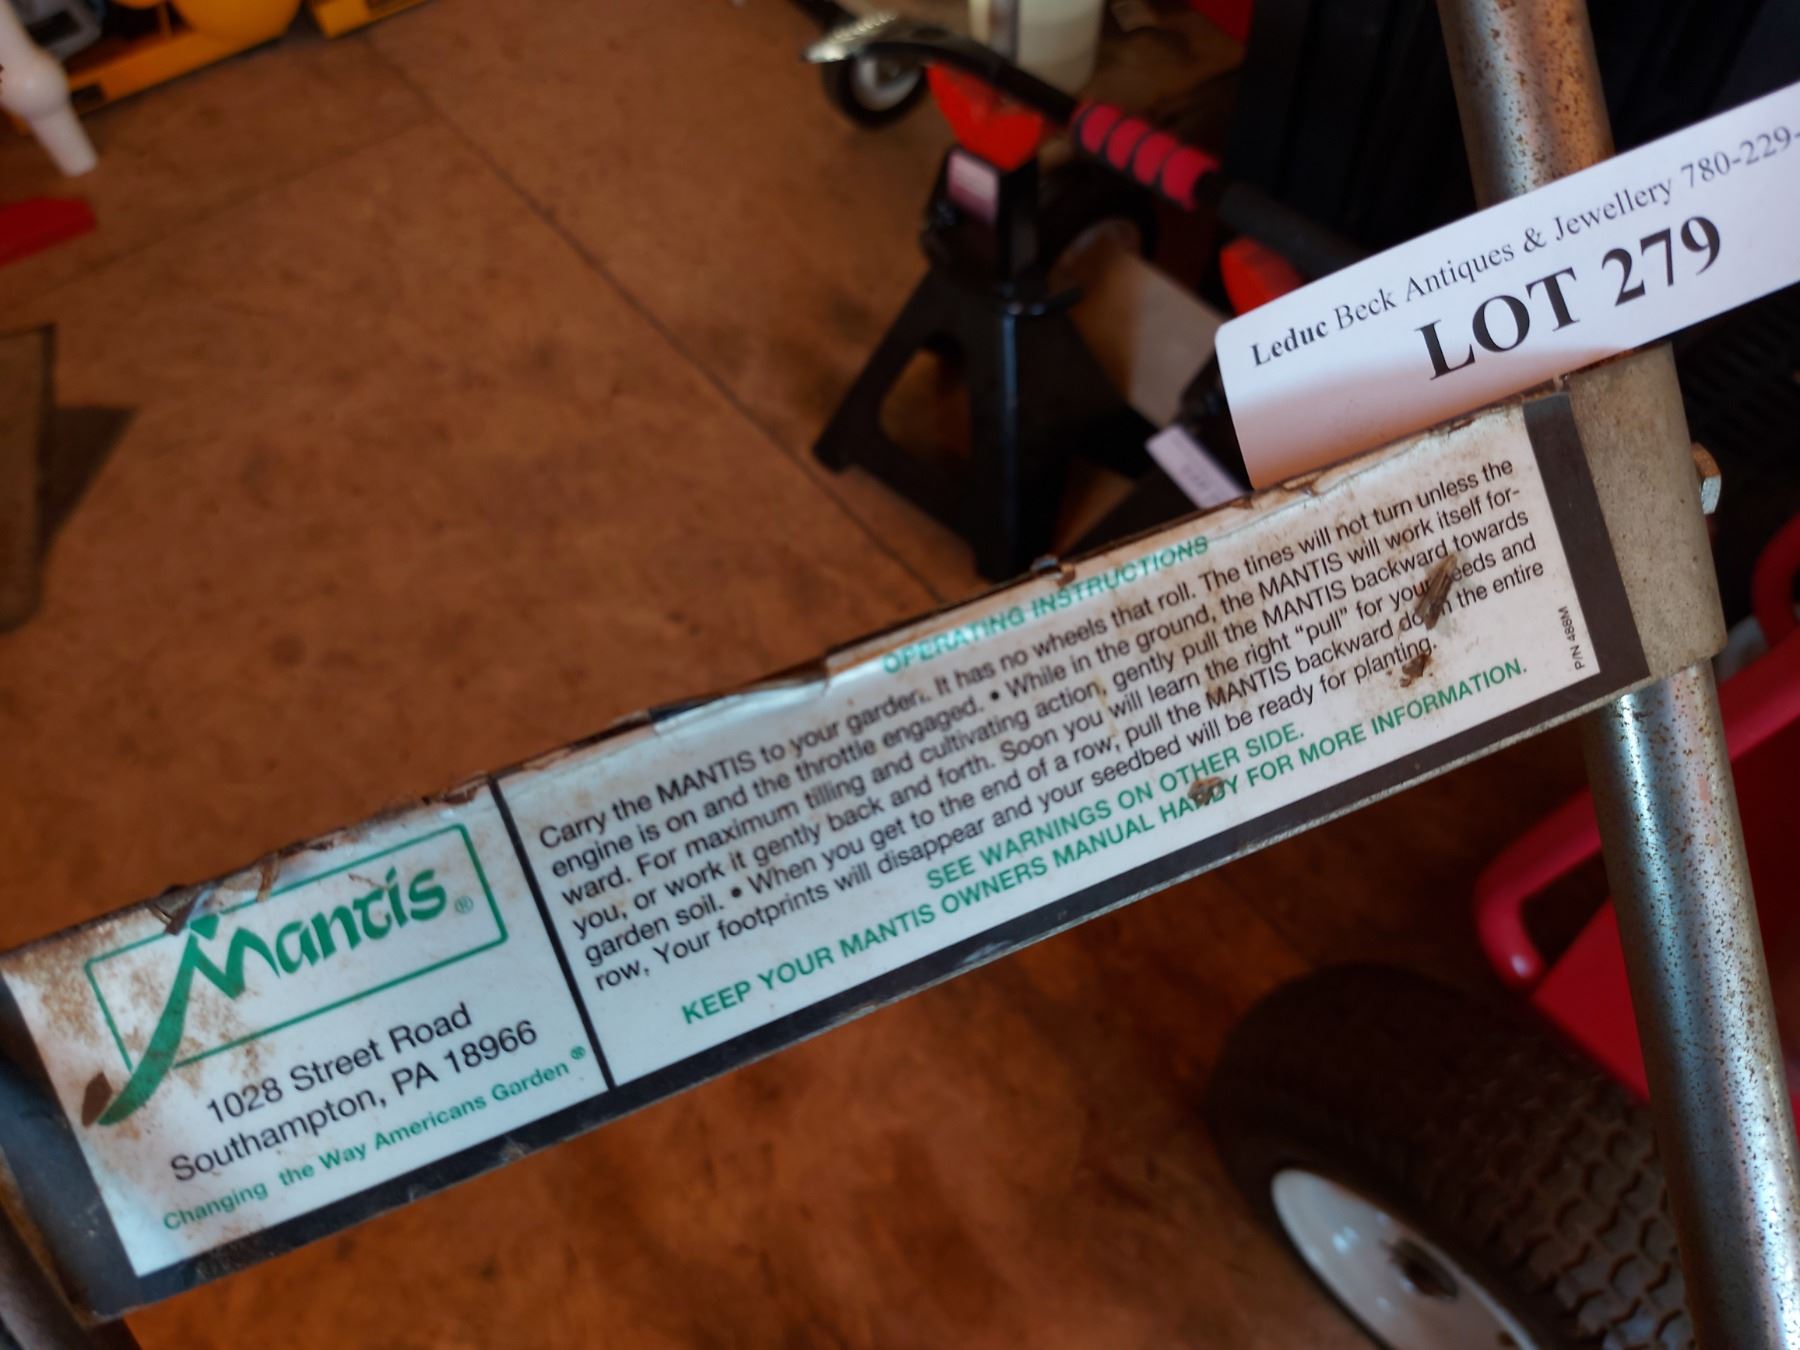 Leduc Beck Antiques & Jewellery 780-229-
LOT 279
OPERATING INSTRUCTIONS
Carry the MANTIS to your garden. It has no wheels that roll. The tines will not turn unless the
engine is on and the throttle engaged. • While in the ground, the MANTIS will work itself for-
ward. For maximum tilling and cultivating action, gently pull the MANTIS backward towards
you, or work it gently back and forth. Soon you will learn the right "pull" for your needs and
garden soil. • When you get to the end of a row, pull the MANTIS backward down the entire
row. Your footprints will disappear and your seedbed will be ready for planting.
SEE WARNINGS ON OTHER SIDE.
KEEP YOUR MANTIS OWNERS MANUAL HANDY FOR MORE INFORMATION.
P/N 4688M
Mantis®
1028 Street Road
Southampton, PA 18966
Changing the Way Americans Garden®